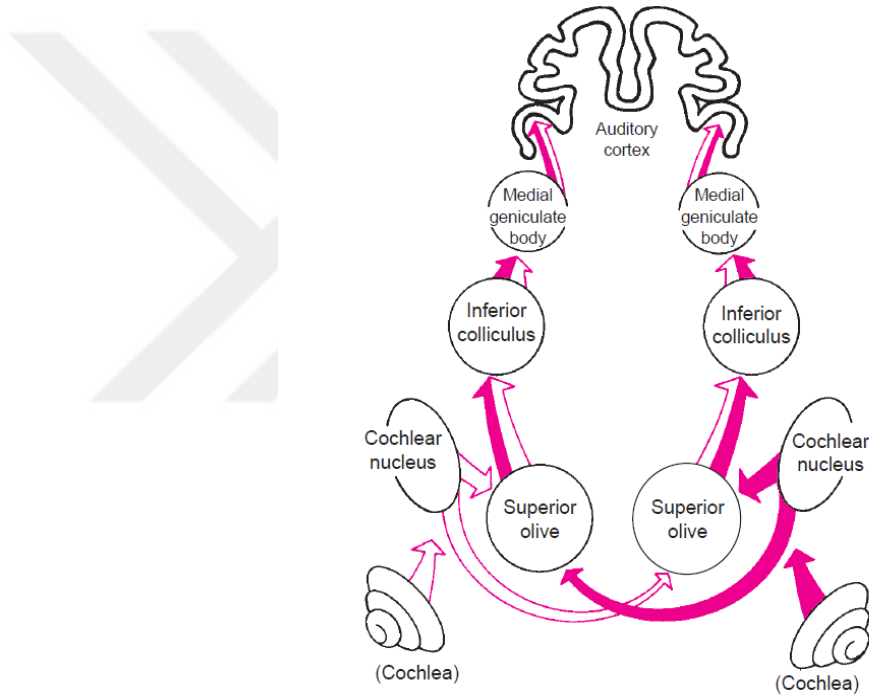 Auditory
cortex
Medial
geniculate
body
Medial
geniculate
body
Inferior
colliculus
Inferior
colliculus
Cochlear
nucleus
Cochlear
nucleus
Superior
olive
Superior
olive
(Cochlea)
(Cochlea)